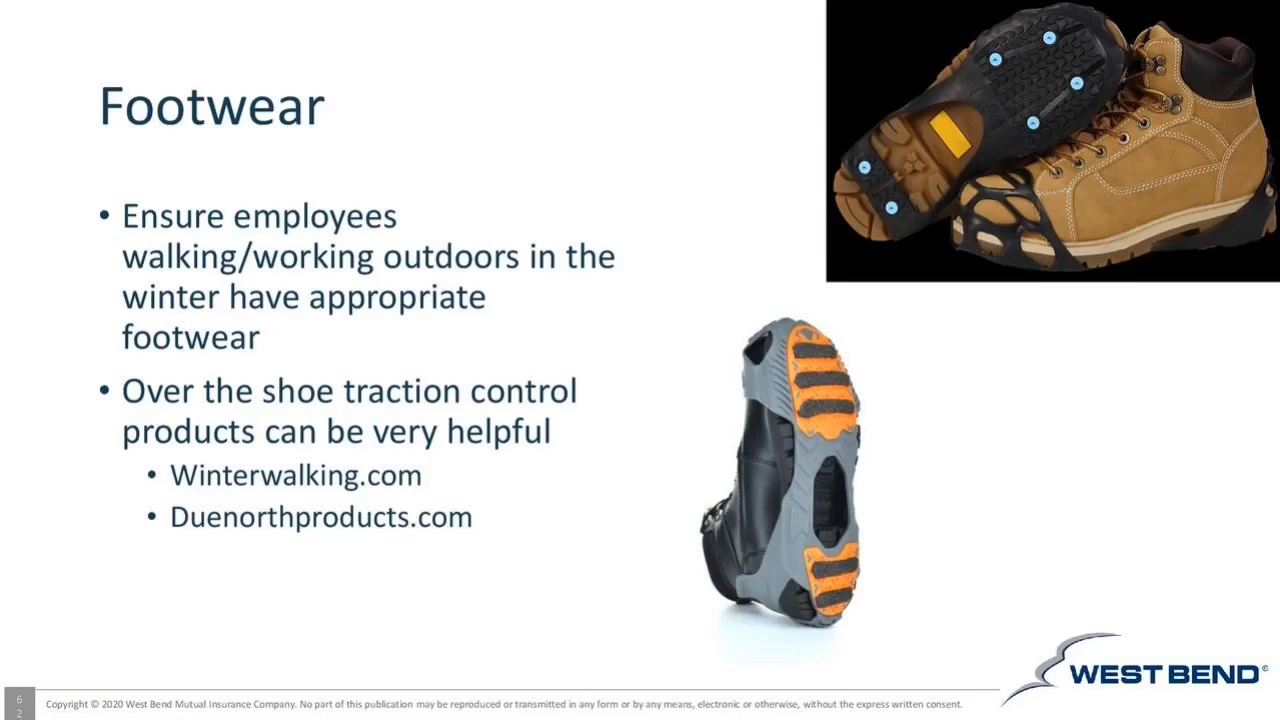 Footwear
• Ensure employees
walking/working outdoors in the
winter have appropriate
footwear
• Over the shoe traction control
products can be very helpful
• Winterwalking.com
• Duenorthproducts.com
WEST BEND®
6
2
Copyright © 2020 West Bend Mutual Insurance Company. No part of this publication may be reproduced or transmitted in any form or by any means, electronic or otherwise, without the express written consent.